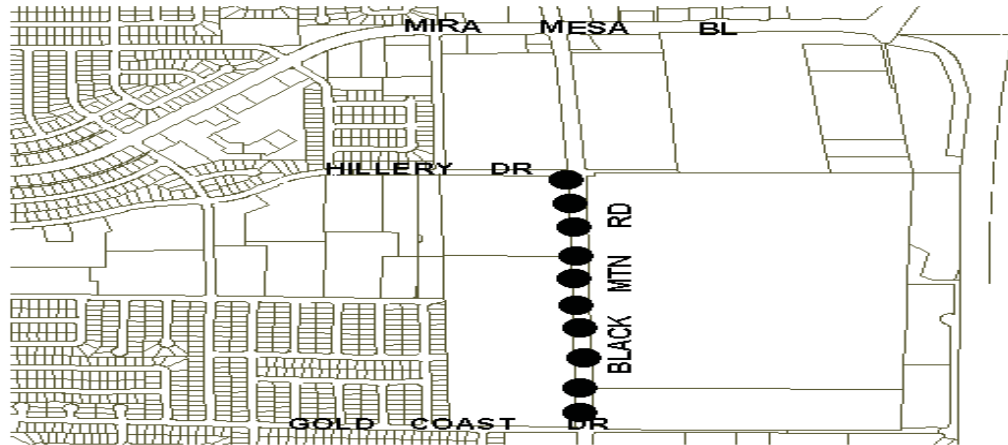 MIRA MESA BL
HILLERY DR
BLACK MTN RD
GOLD COAST DR